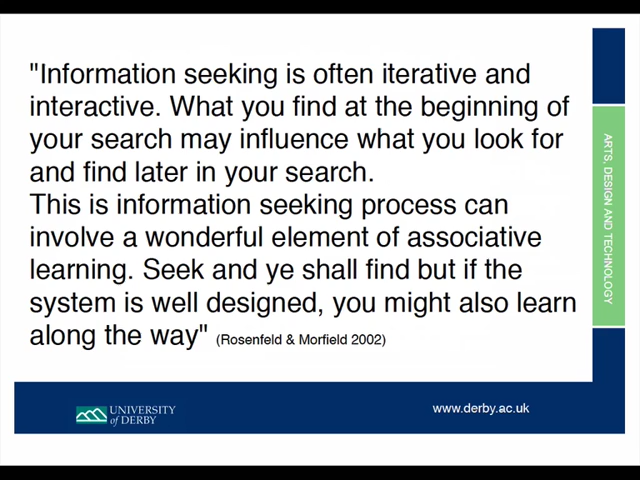 "Information seeking is often iterative and
interactive. What you find at the beginning of
your search may influence what you look for
and find later in your search.
This is information seeking process can
involve a wonderful element of associative
learning. Seek and ye shall find but if the
system is well designed, you might also learn
along the way" (Rosenfeld & Morfield 2002)
ARTS, DESIGN AND TECHNOLOGY
UNIVERSITY
of DERBY
www.derby.ac.uk